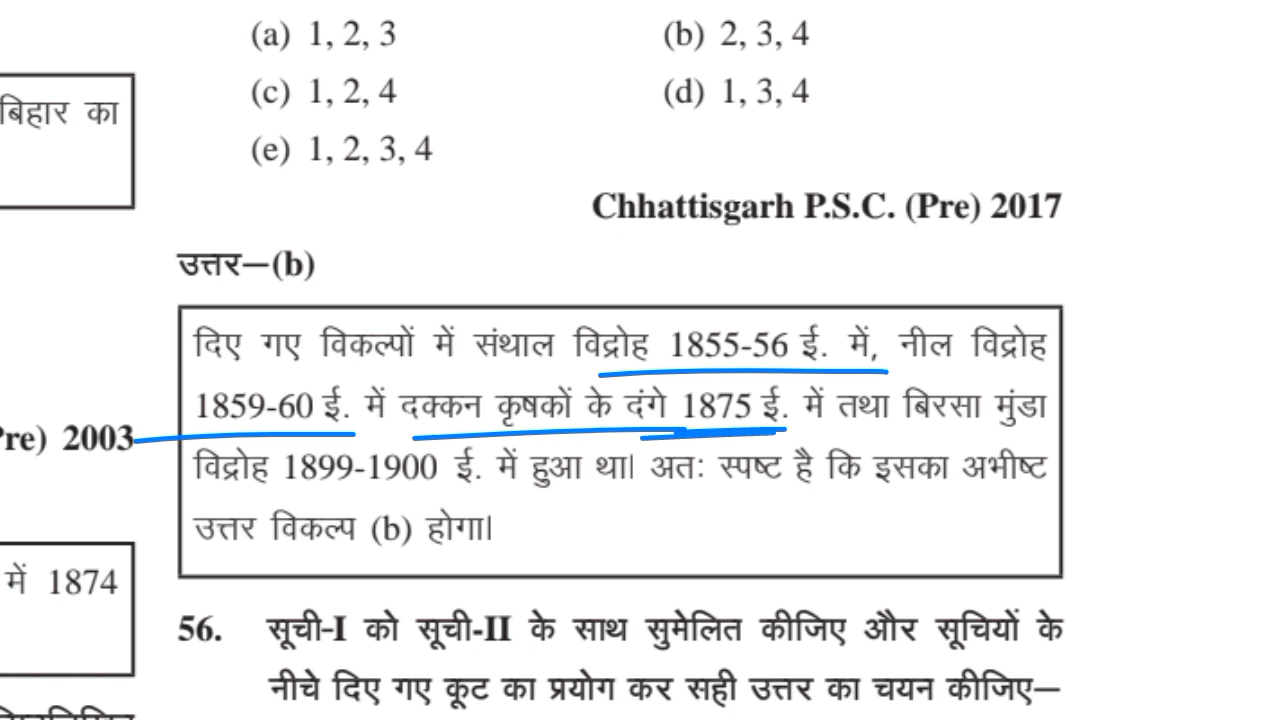 (a) 1, 2, 3 (b) 2, 3, 4
(c) 1, 2, 4 (d) 1, 3, 4
(e) 1, 2, 3, 4
Chhattisgarh P.S.C. (Pre) 2017
उत्तर–(b)
दिए गए विकल्पों में संथाल विद्रोह 1855-56 ई. में, नील विद्रोह
1859-60 ई. में दक्कन कृषकों के दंगे 1875 ई. में तथा बिरसा मुंडा
विद्रोह 1899-1900 ई. में हुआ था। अतः स्पष्ट है कि इसका अभीष्ट
उत्तर विकल्प (b) होगा।
56. सूची-I को सूची-II के साथ सुमेलित कीजिए और सूचियों के
नीचे दिए गए कूट का प्रयोग कर सही उत्तर का चयन कीजिए–
बिहार का
re) 2003
में 1874